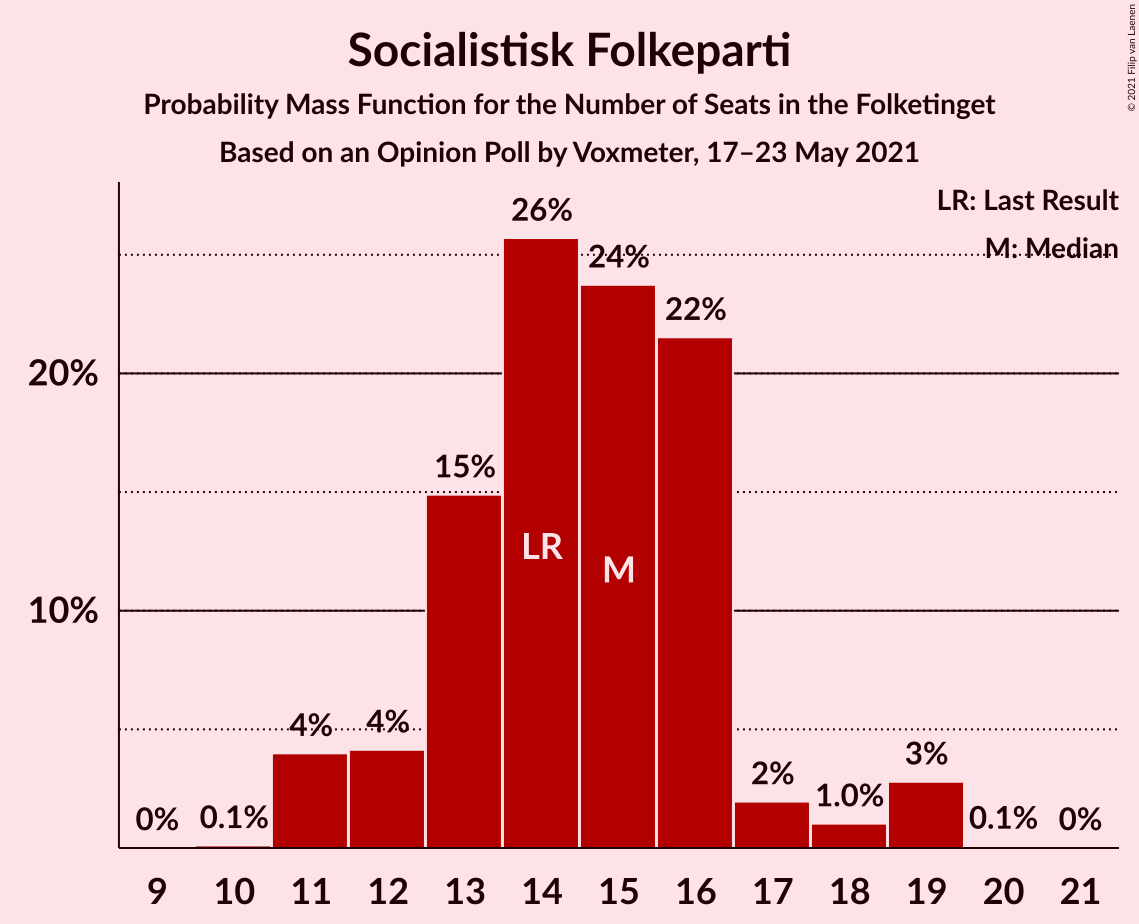 Socialistisk Folkeparti
Probability Mass Function for the Number of Seats in the Folketinget
Based on an Opinion Poll by Voxmeter, 17–23 May 2021
© 2021 Filip van Laenen
LR: Last Result
M: Median
20%
10%
0%
0.1%
4%
4%
15%
26%
24%
22%
2%
1.0%
3%
0.1%
0%
LR
M
9 10 11 12 13 14 15 16 17 18 19 20 21